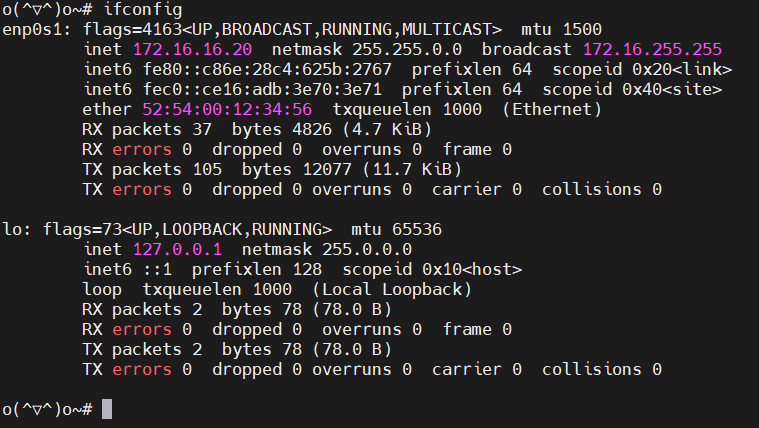 o(^▽^)o~# ifconfig
enp0s1: flags=4163<UP,BROADCAST,RUNNING,MULTICAST>  mtu 1500
        inet 172.16.16.20  netmask 255.255.0.0  broadcast 172.16.255.255
        inet6 fe80::c86e:28c4:625b:2767  prefixlen 64  scopeid 0x20<link>
        inet6 fec0::ce16:adb:3e70:3e71  prefixlen 64  scopeid 0x40<site>
        ether 52:54:00:12:34:56  txqueuelen 1000  (Ethernet)
        RX packets 37  bytes 4826 (4.7 KiB)
        RX errors 0  dropped 0  overruns 0  frame 0
        TX packets 105  bytes 12077 (11.7 KiB)
        TX errors 0  dropped 0 overruns 0  carrier 0  collisions 0

lo: flags=73<UP,LOOPBACK,RUNNING>  mtu 65536
        inet 127.0.0.1  netmask 255.0.0.0
        inet6 ::1  prefixlen 128  scopeid 0x10<host>
        loop  txqueuelen 1000  (Local Loopback)
        RX packets 2  bytes 78 (78.0 B)
        RX errors 0  dropped 0  overruns 0  frame 0
        TX packets 2  bytes 78 (78.0 B)
        TX errors 0  dropped 0 overruns 0  carrier 0  collisions 0

o(^▽^)o~#